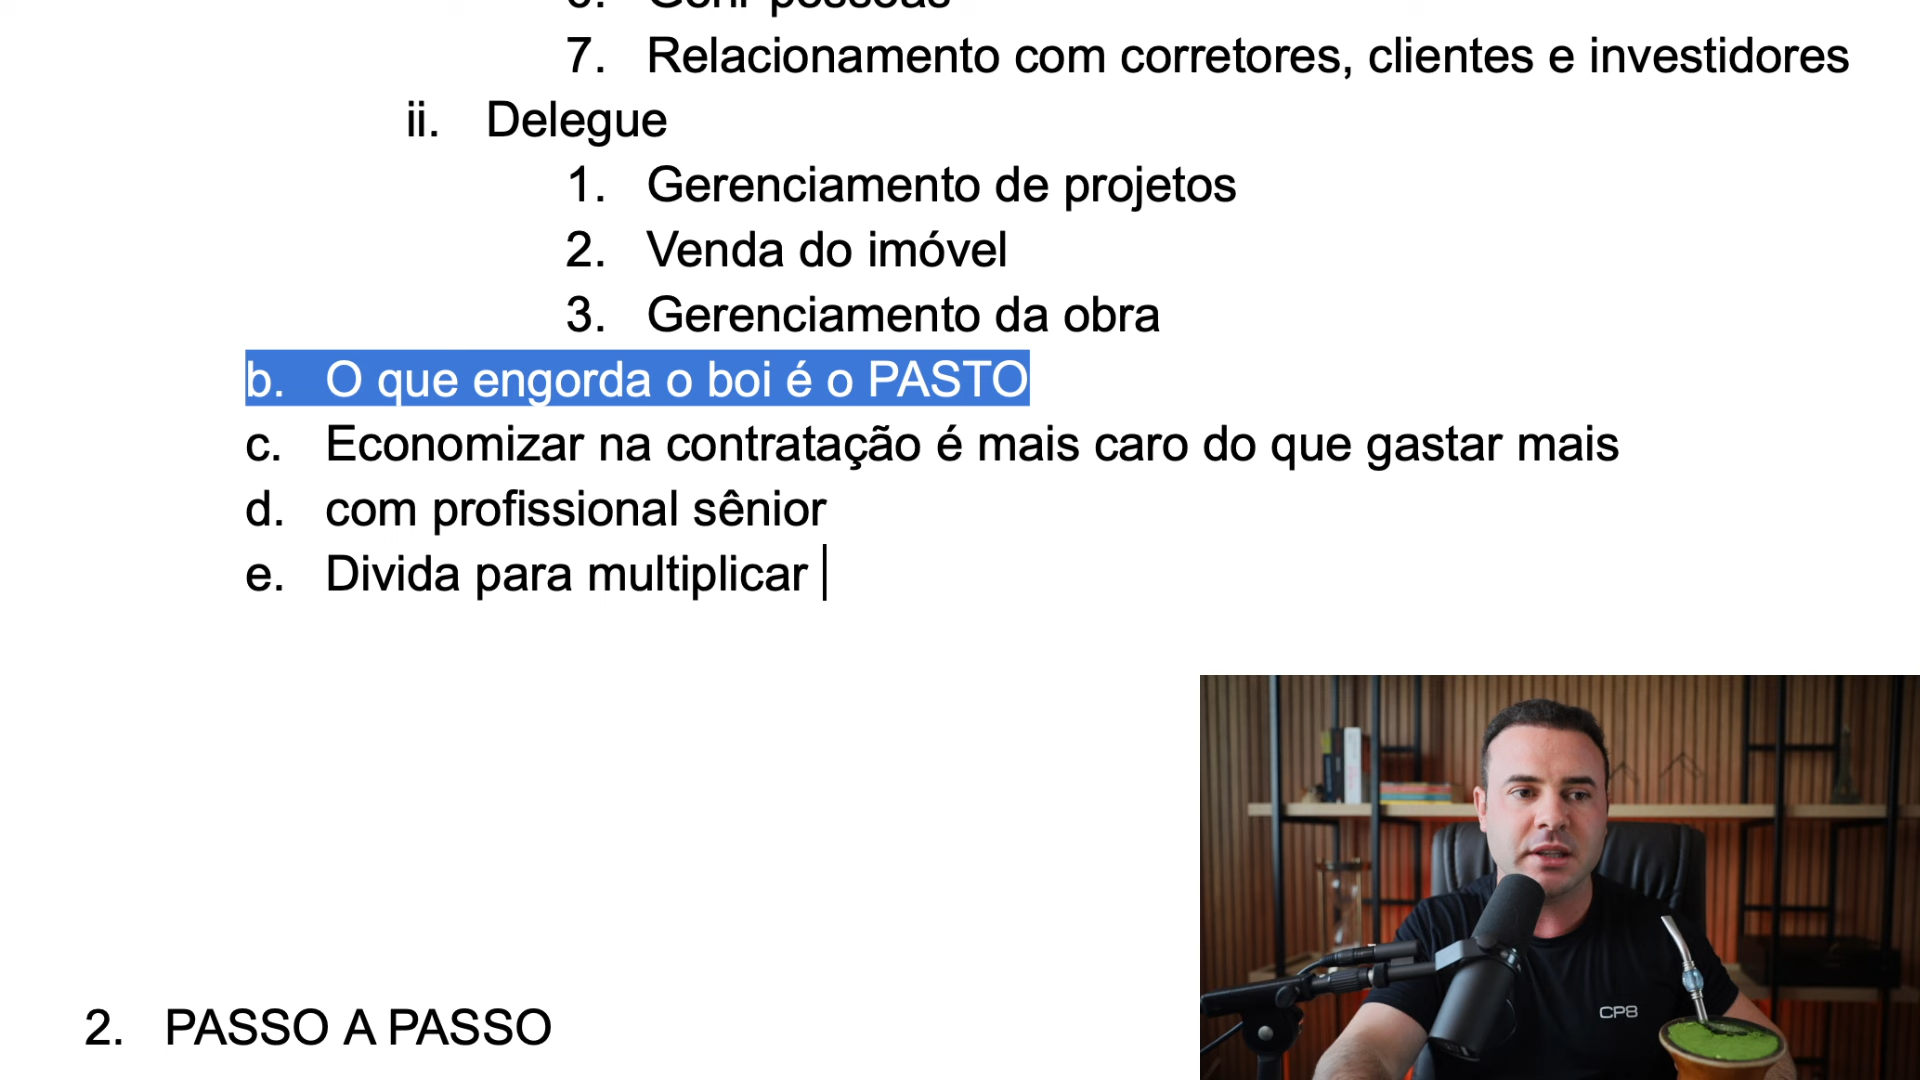 7. Relacionamento com corretores, clientes e investidores
ii. Delegue
1. Gerenciamento de projetos
2. Venda do imóvel
3. Gerenciamento da obra
b. O que engorda o boi é o PASTO
c. Economizar na contratação é mais caro do que gastar mais
d. com profissional sênior
e. Divida para multiplicar
2. PASSO A PASSO
CP8